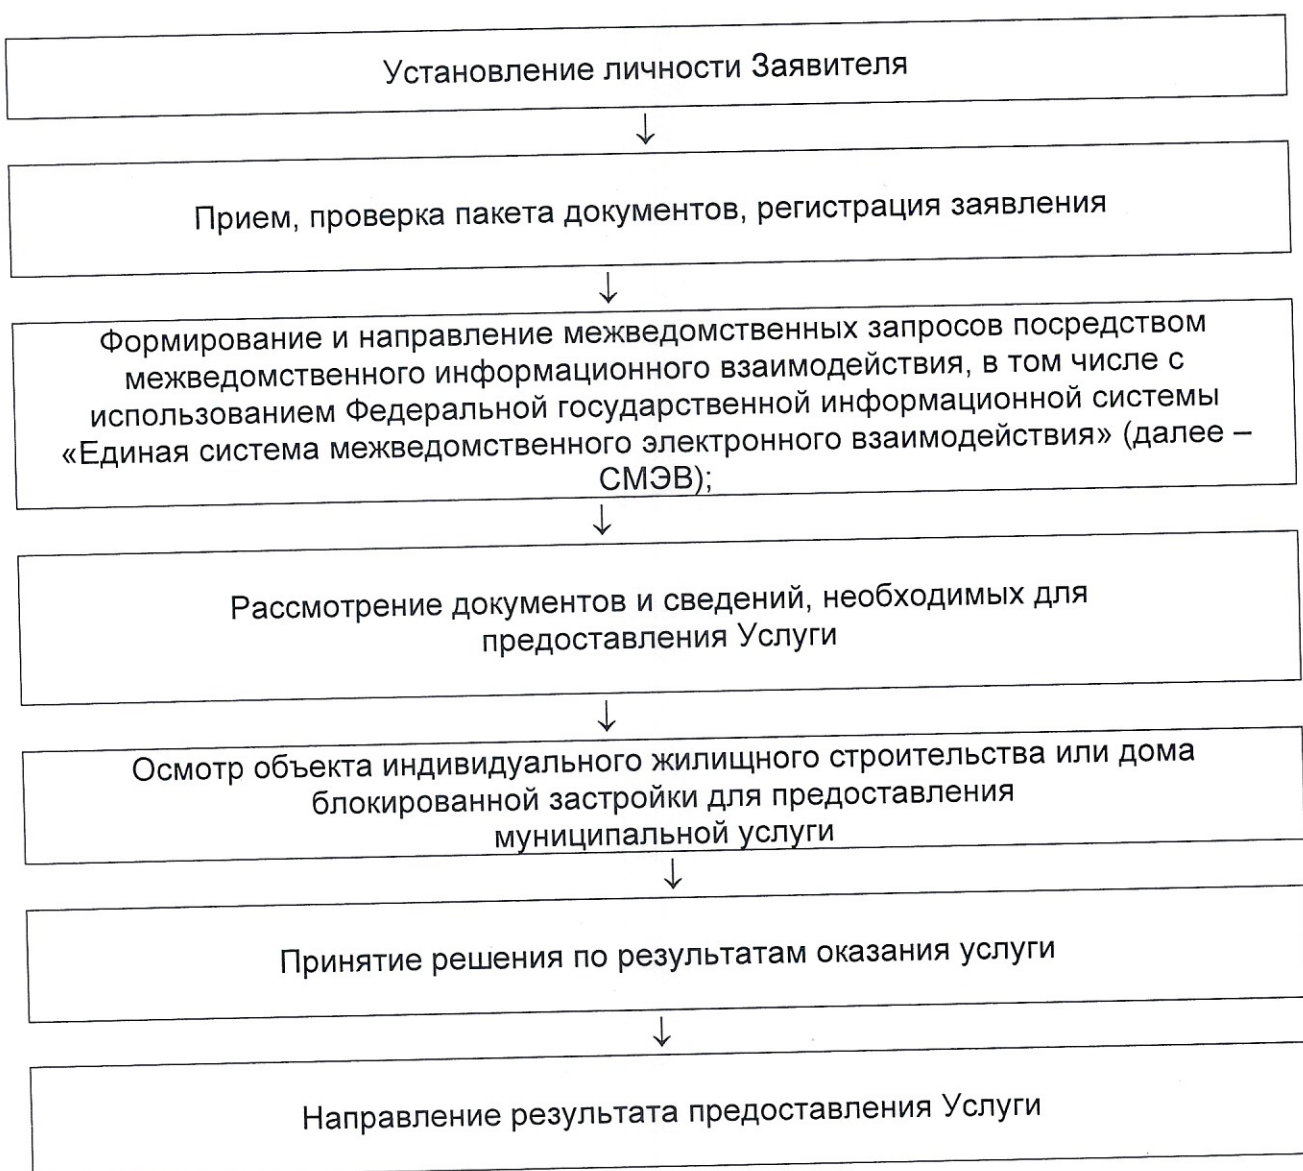 Установление личности Заявителя
↓
Прием, проверка пакета документов, регистрация заявления
↓
Формирование и направление межведомственных запросов посредством
межведомственного информационного взаимодействия, в том числе с
использованием Федеральной государственной информационной системы
«Единая система межведомственного электронного взаимодействия» (далее –
СМЭВ);
↓
Рассмотрение документов и сведений, необходимых для
предоставления Услуги
↓
Осмотр объекта индивидуального жилищного строительства или дома
блокированной застройки для предоставления
муниципальной услуги
↓
Принятие решения по результатам оказания услуги
↓
Направление результата предоставления Услуги